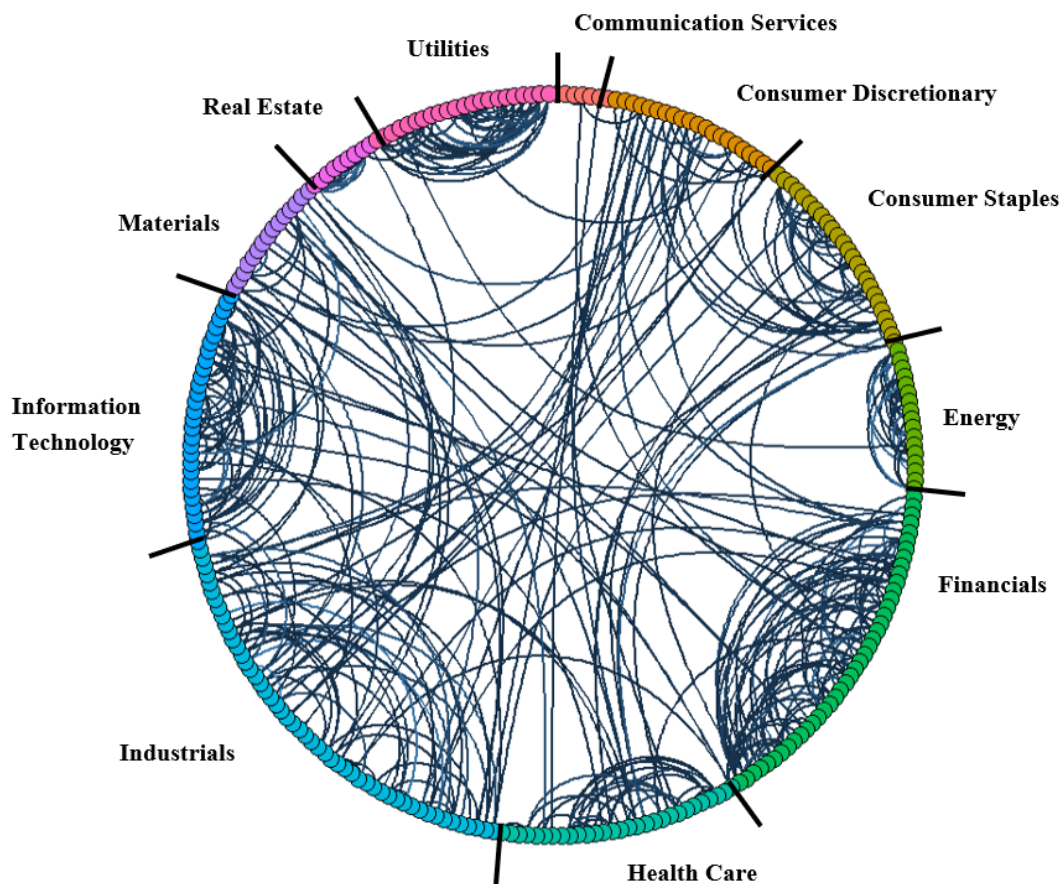 Communication Services
Utilities
Consumer Discretionary
Real Estate
Consumer Staples
Materials
Information
Technology
Energy
Financials
Industrials
Health Care